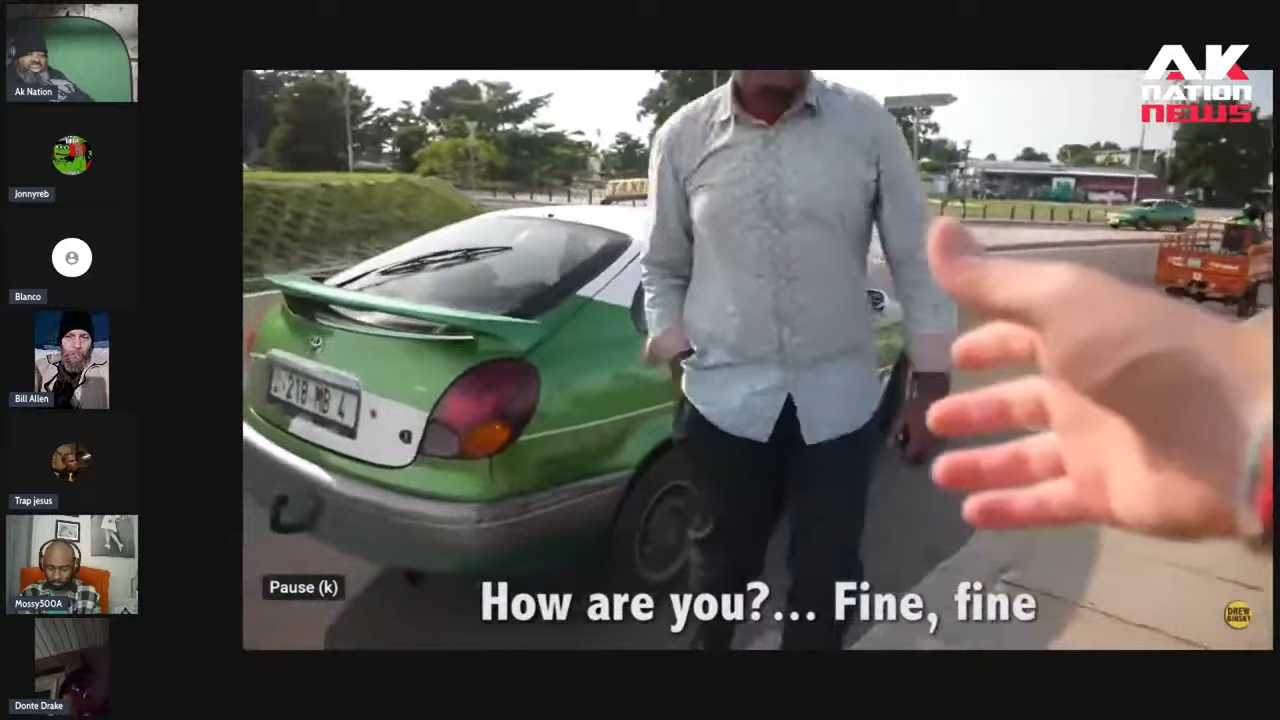 Ak Nation
Jonnyreb
Blanco
Bill Allen
Trap jesus
Mossy500A
Donte Drake
AK
NATION
NEWS
TAXI
218 MB 4
Pause (k)
How are you?... Fine, fine
DREW
BINSKY